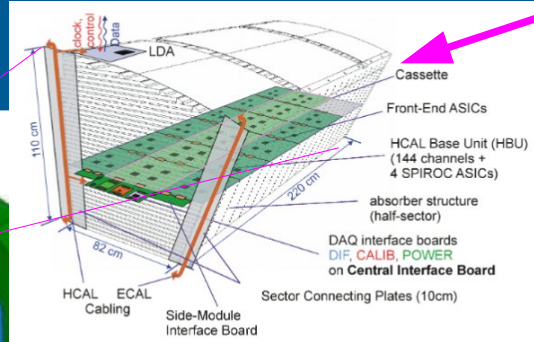 clock,
control
Data
LDA
Cassette
Front-End ASICs
HCAL Base Unit (HBU)
(144 channels +
4 SPIROC ASICs)
110 cm
220 cm
absorber structure
(half-sector)
82 cm
DAQ interface boards
DIF, CALIB, POWER
on Central Interface Board
HCAL ECAL
Cabling
Sector Connecting Plates (10cm)
Side-Module
Interface Board